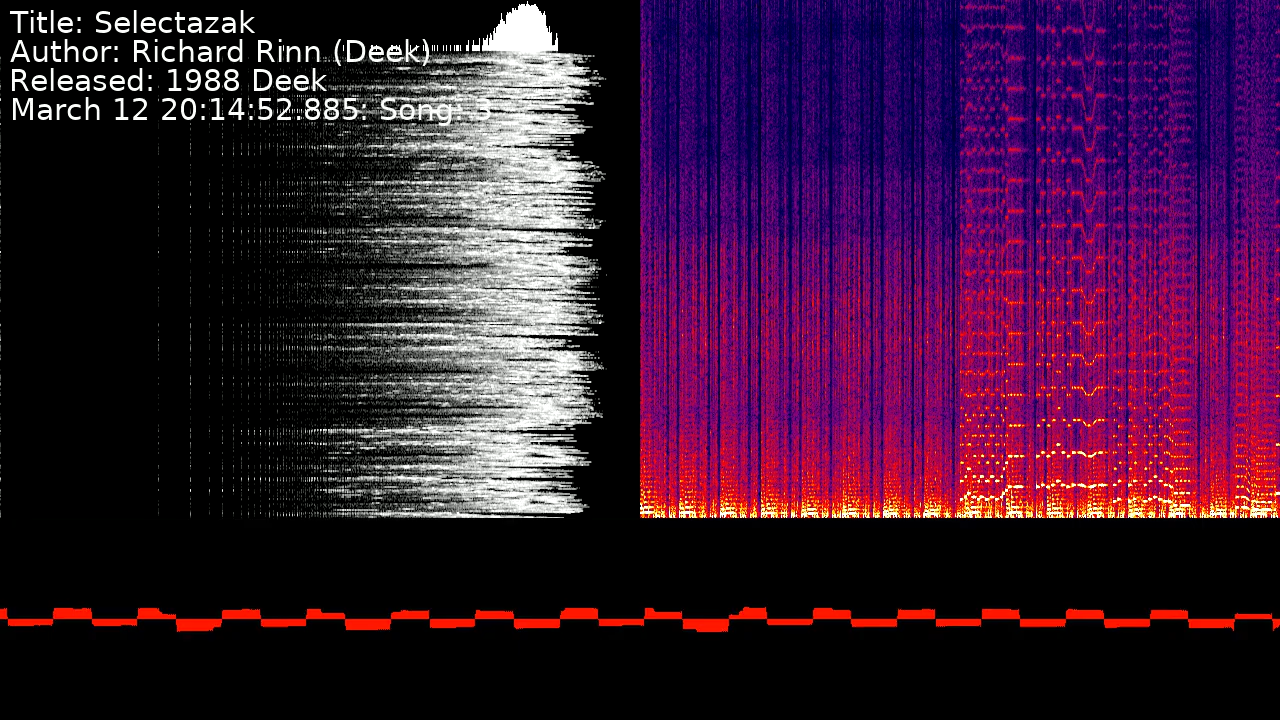 Title: Selectazak
Author: Richard Rinn (Deek)
Released: 1988 Deek
March 12 20:14:52.885: Song: 3